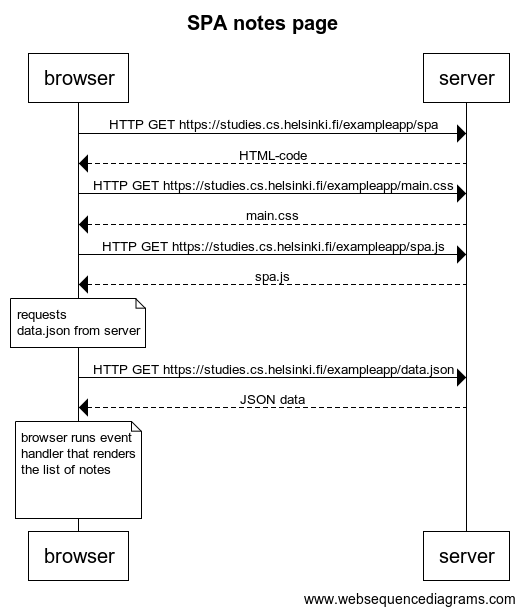 SPA notes page
browser
server
HTTP GET https://studies.cs.helsinki.fi/exampleapp/spa
HTML-code
HTTP GET https://studies.cs.helsinki.fi/exampleapp/main.css
main.css
HTTP GET https://studies.cs.helsinki.fi/exampleapp/spa.js
spa.js
requests
data.json from server
HTTP GET https://studies.cs.helsinki.fi/exampleapp/data.json
JSON data
browser runs event
handler that renders
the list of notes
browser
server
www.websequencediagrams.com